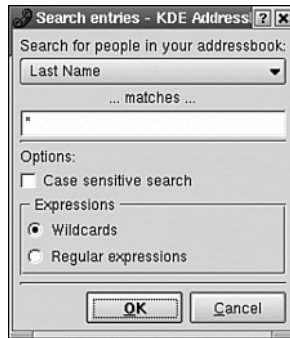 Search entries - KDE Address
Search for people in your addressbook:
Last Name
... matches ...
*
Options:
Case sensitive search
Expressions
Wildcards
Regular expressions
OK
Cancel